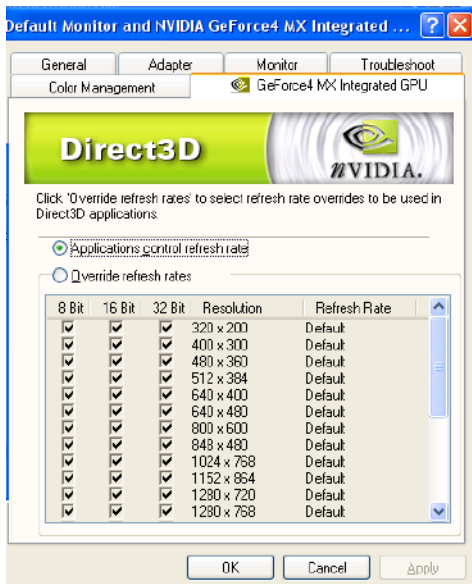 Default Monitor and NVIDIA GeForce4 MX Integrated ...
General Adapter Monitor Troubleshoot
Color Management GeForce4 MX Integrated GPU
Direct3D
nVIDIA.
Click 'Override refresh rates' to select refresh rate overrides to be used in
Direct3D applications.
Applications control refresh rate
Override refresh rates
8 Bit 16 Bit 32 Bit Resolution Refresh Rate
320 x 200 Default
400 x 300 Default
480 x 360 Default
512 x 384 Default
640 x 400 Default
640 x 480 Default
800 x 600 Default
848 x 480 Default
1024 x 768 Default
1152 x 864 Default
1280 x 720 Default
1280 x 768 Default
OK Cancel Apply